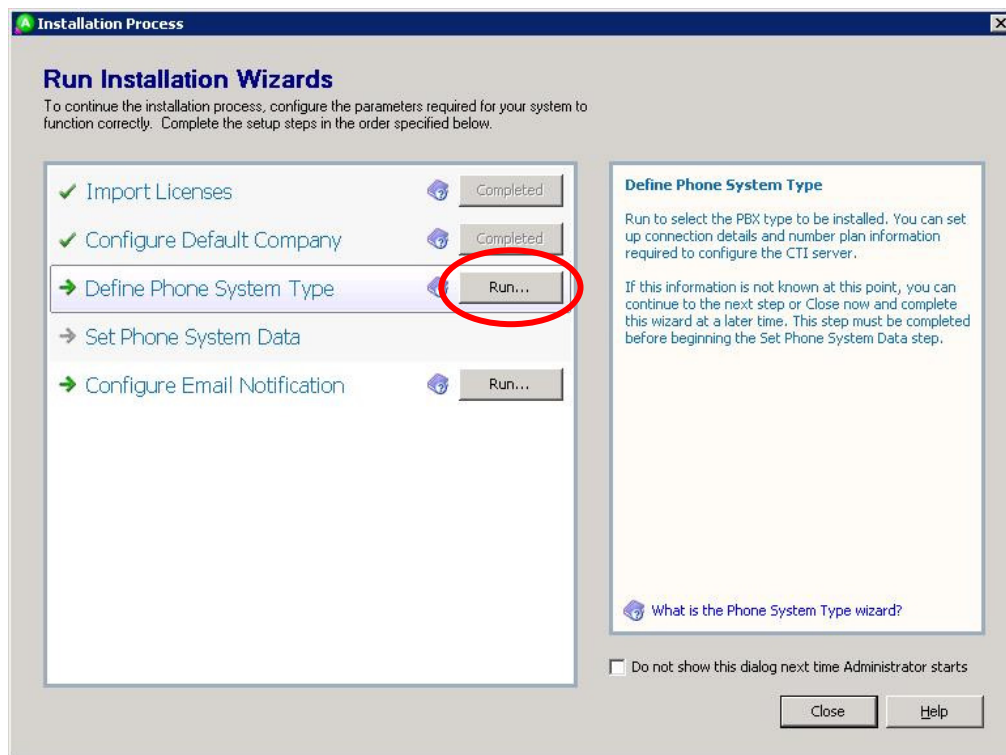 Installation Process
Run Installation Wizards
To continue the installation process, configure the parameters required for your system to
function correctly. Complete the setup steps in the order specified below.
Import Licenses
Completed
Configure Default Company
Completed
Define Phone System Type
Run...
Set Phone System Data
Configure Email Notification
Run...
Define Phone System Type
Run to select the PBX type to be installed. You can set
up connection details and number plan information
required to configure the CTI server.
If this information is not known at this point, you can
continue to the next step or Close now and complete
this wizard at a later time. This step must be completed
before beginning the Set Phone System Data step.
What is the Phone System Type wizard?
Do not show this dialog next time Administrator starts
Close
Help